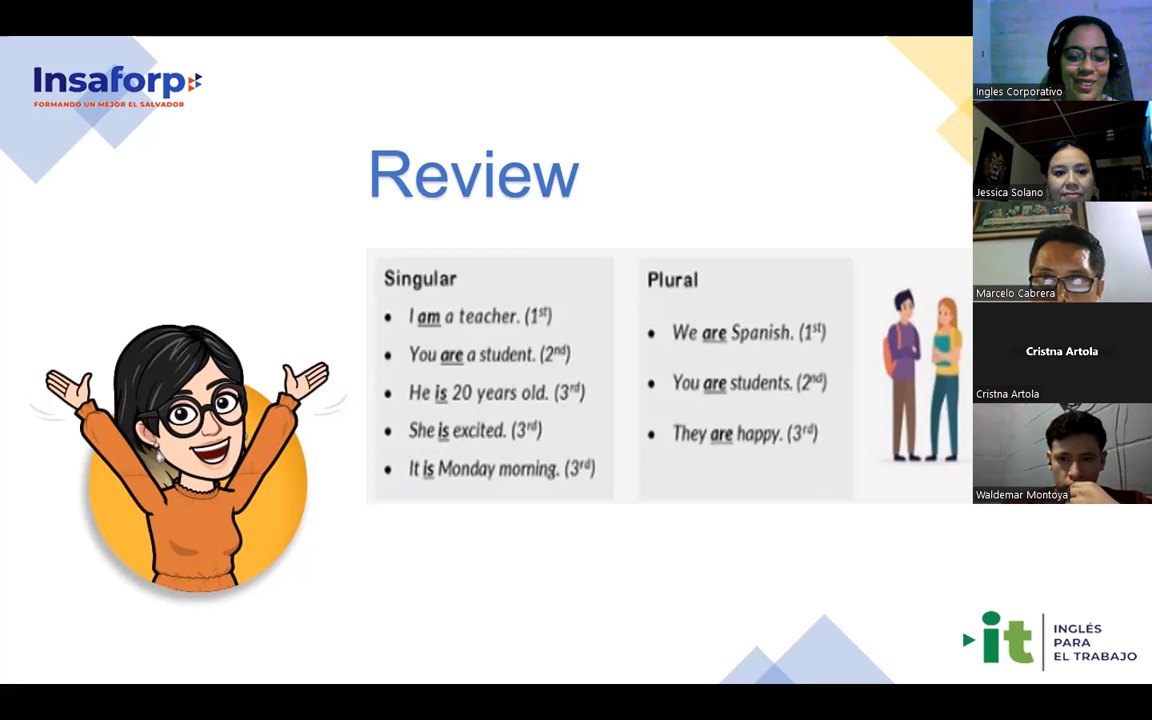 Insaforp
FORMANDO UN MEJOR EL SALVADOR
Review
Singular
• I am a teacher. (1st)
• You are a student. (2nd)
• He is 20 years old. (3rd)
• She is excited. (3rd)
• It is Monday morning. (3rd)
Plural
• We are Spanish. (1st)
• You are students. (2nd)
• They are happy. (3rd)
Ingles Corporativo
Jessica Solano
Marcelo Cabrera
Cristna Artola
Cristna Artola
Waldemar Montoya
it
INGLÉS
PARA
EL TRABAJO